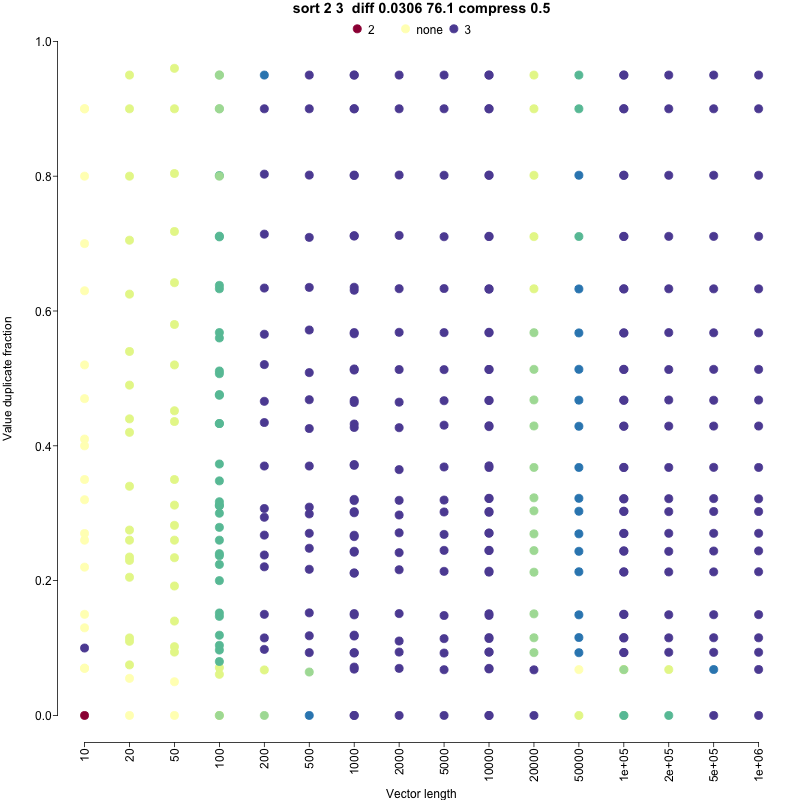 sort 2 3 diff 0.0306 76.1 compress 0.5
2 none 3
1.0
0.8
0.6
0.4
0.2
0.0
Value duplicate fraction
10 20 50 100 200 500 1000 2000 5000 10000 20000 50000 1e+05 2e+05 5e+05 1e+06
Vector length